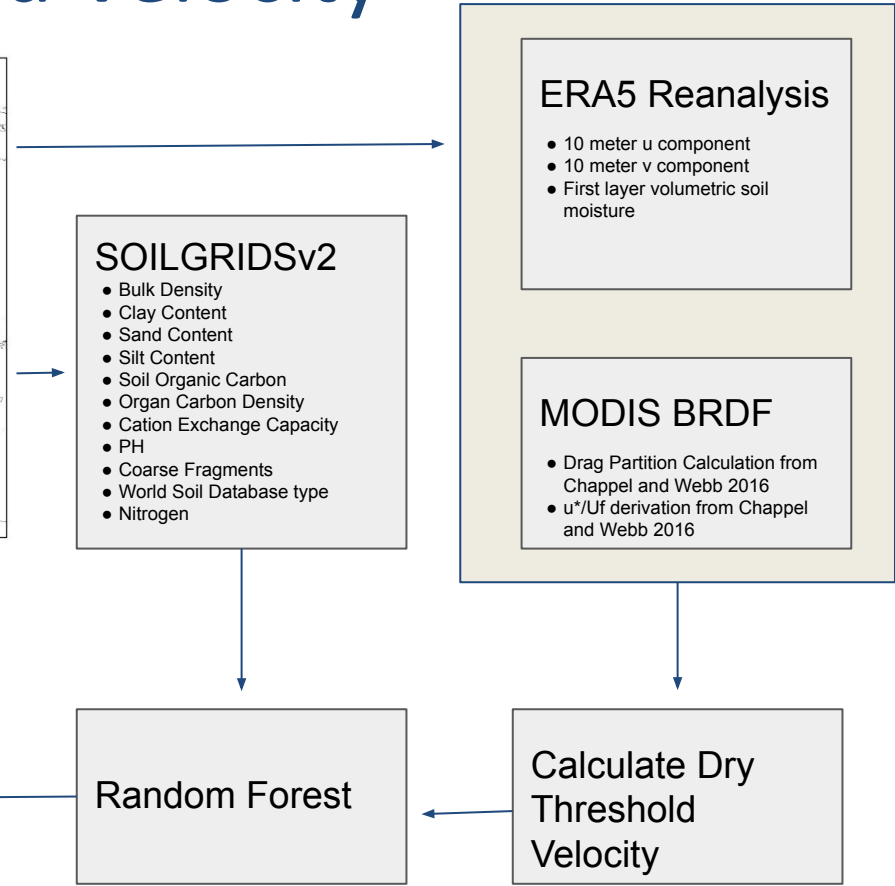 Velocity
ERA5 Reanalysis
● 10 meter u component
● 10 meter v component
● First layer volumetric soil
moisture
SOILGRIDSv2
● Bulk Density
● Clay Content
● Sand Content
● Silt Content
● Soil Organic Carbon
● Organ Carbon Density
● Cation Exchange Capacity
● PH
● Coarse Fragments
● World Soil Database type
● Nitrogen
MODIS BRDF
● Drag Partition Calculation from
Chappel and Webb 2016
● u*/Uf derivation from Chappel
and Webb 2016
Random Forest
Calculate Dry
Threshold
Velocity